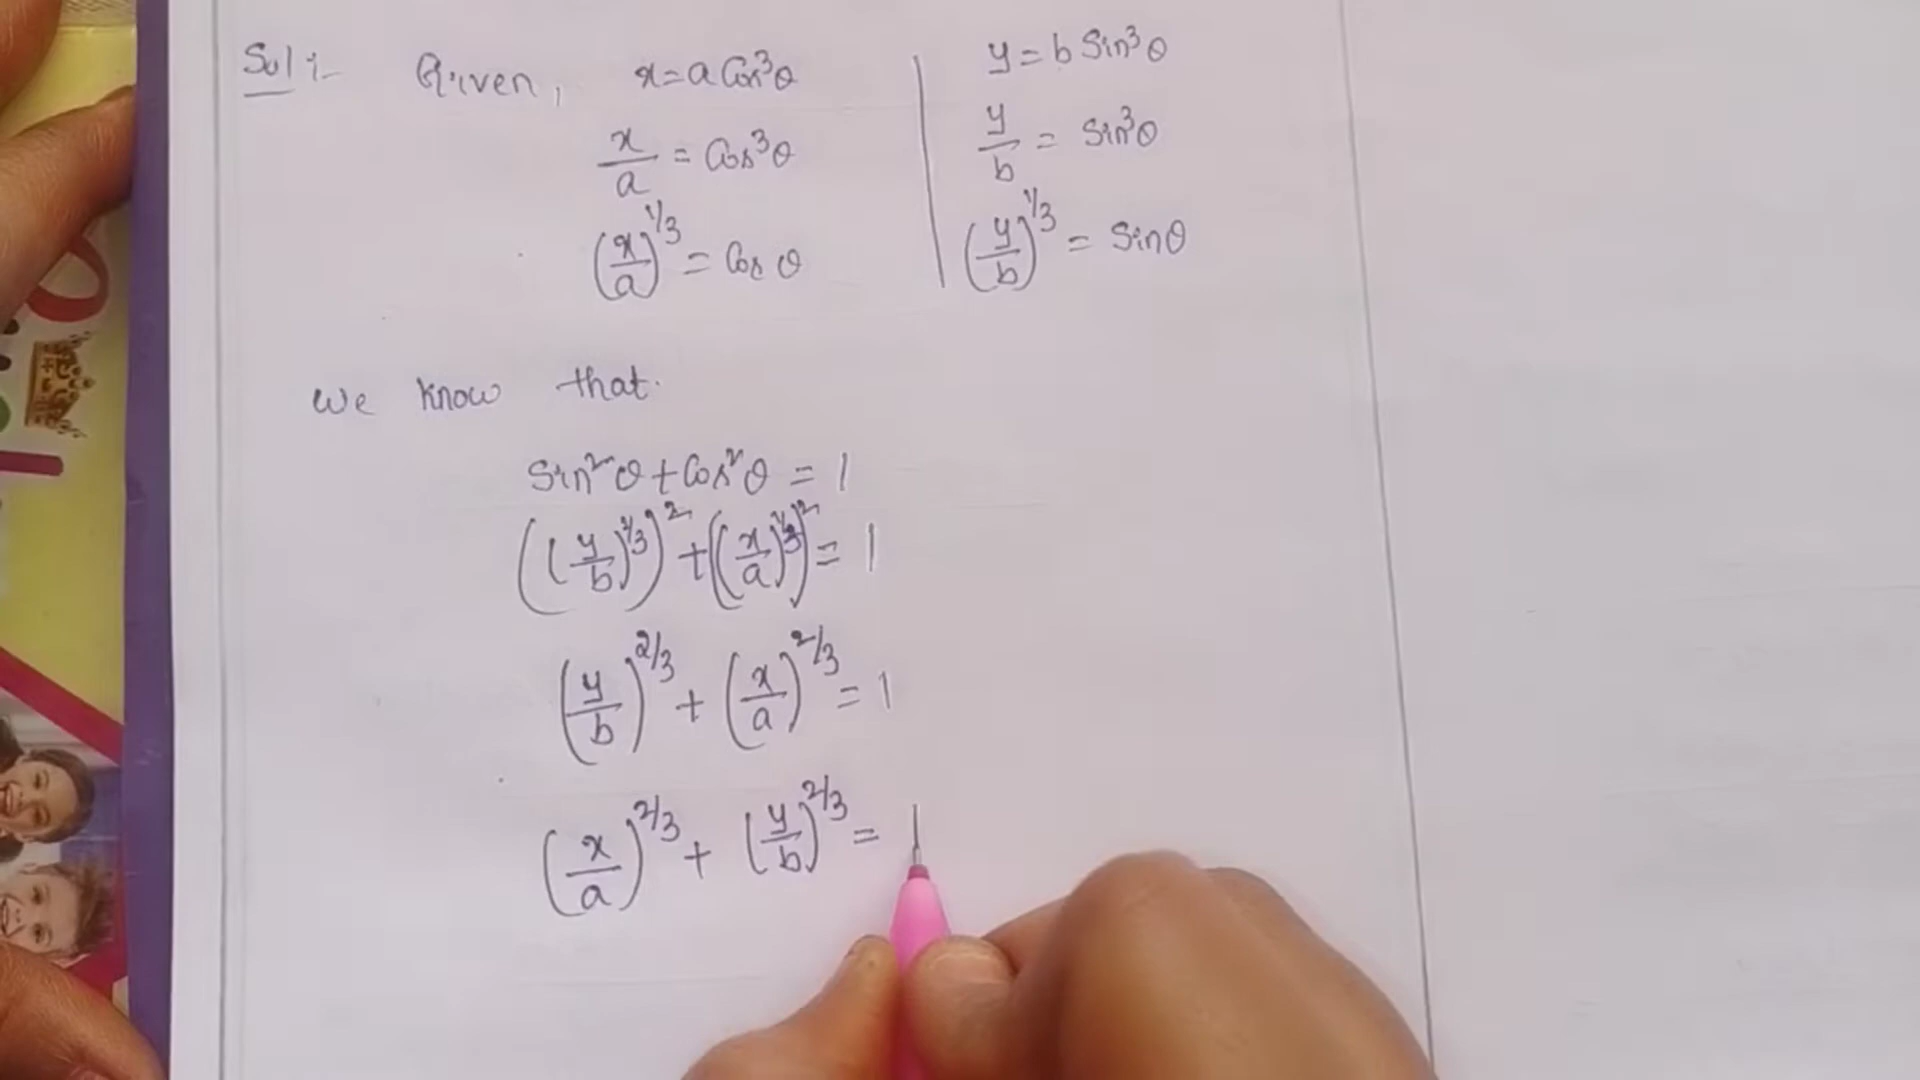 Sol:- Given, x = a Cos³θ
x/a = Cos³θ
(x/a)^1/3 = Cos θ
y = b Sin³θ
y/b = Sin³θ
(y/b)^1/3 = Sinθ
We know that.
Sin²θ + Cos²θ = 1
((y/b)^1/3)^2 + ((x/a)^1/3)^2 = 1
(y/b)^2/3 + (x/a)^2/3 = 1
(x/a)^2/3 + (y/b)^2/3 = 1